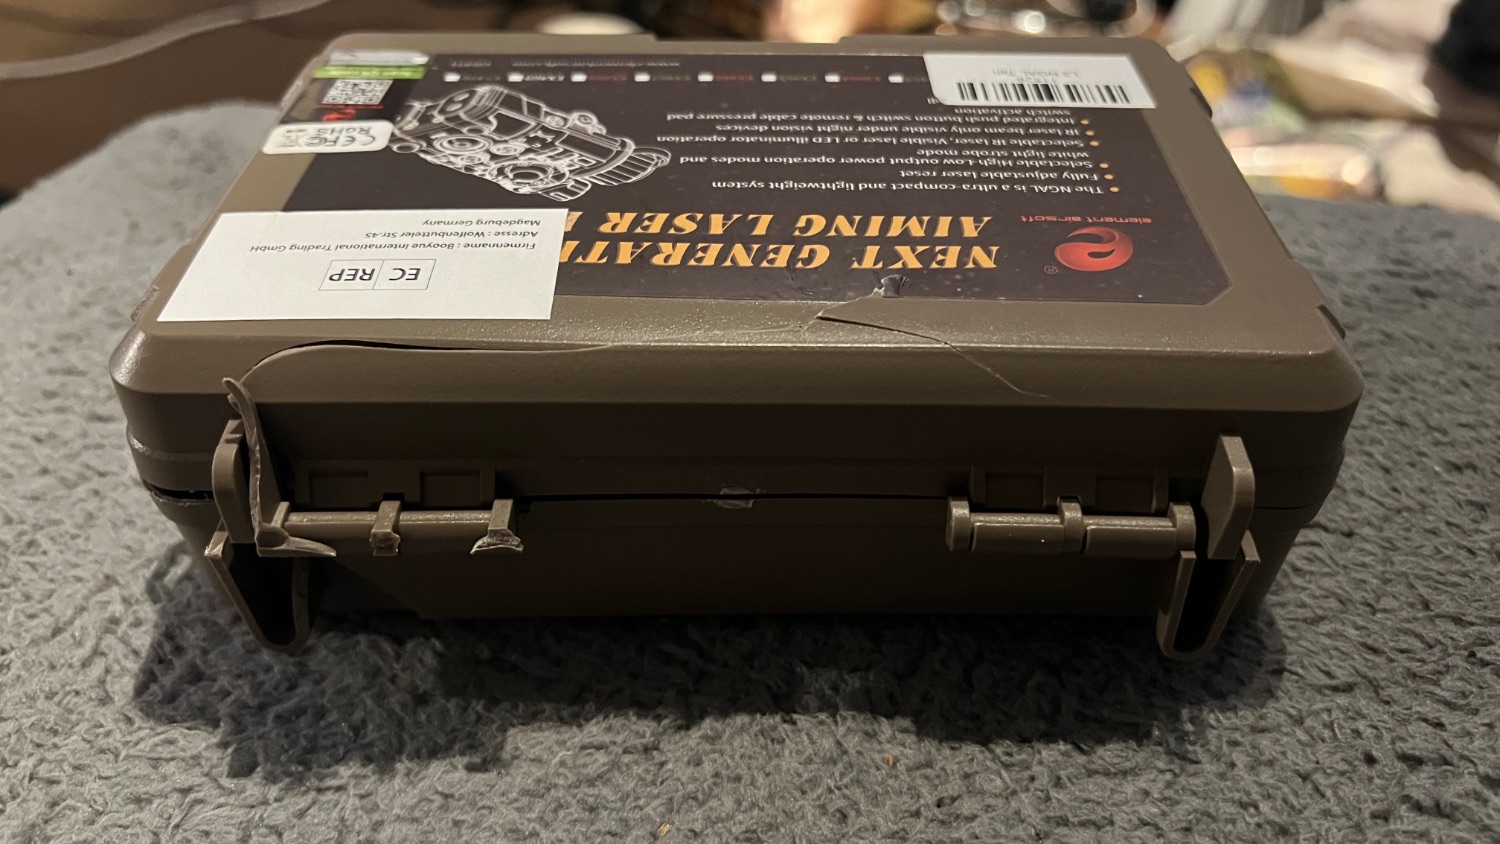 element airsoft
®
NEXT GENERATI
AIMING LASER
The NGAL is a ultra-compact and lightweight system
Fully adjustable laser reset
Selectable High-Low output power operation modes and
white light strobe mode
Selectable IR laser, Visible laser or LED illuminator operation
IR laser beam only visible under night vision devices
Integrated push button switch & remote cable pressure pad
switch activation
EC REP
Firmenname : Booyue International Trading GmbH
Adresse : Wolfenbutteler Str.45
Magdeburg Germany
CE FC
RoHS